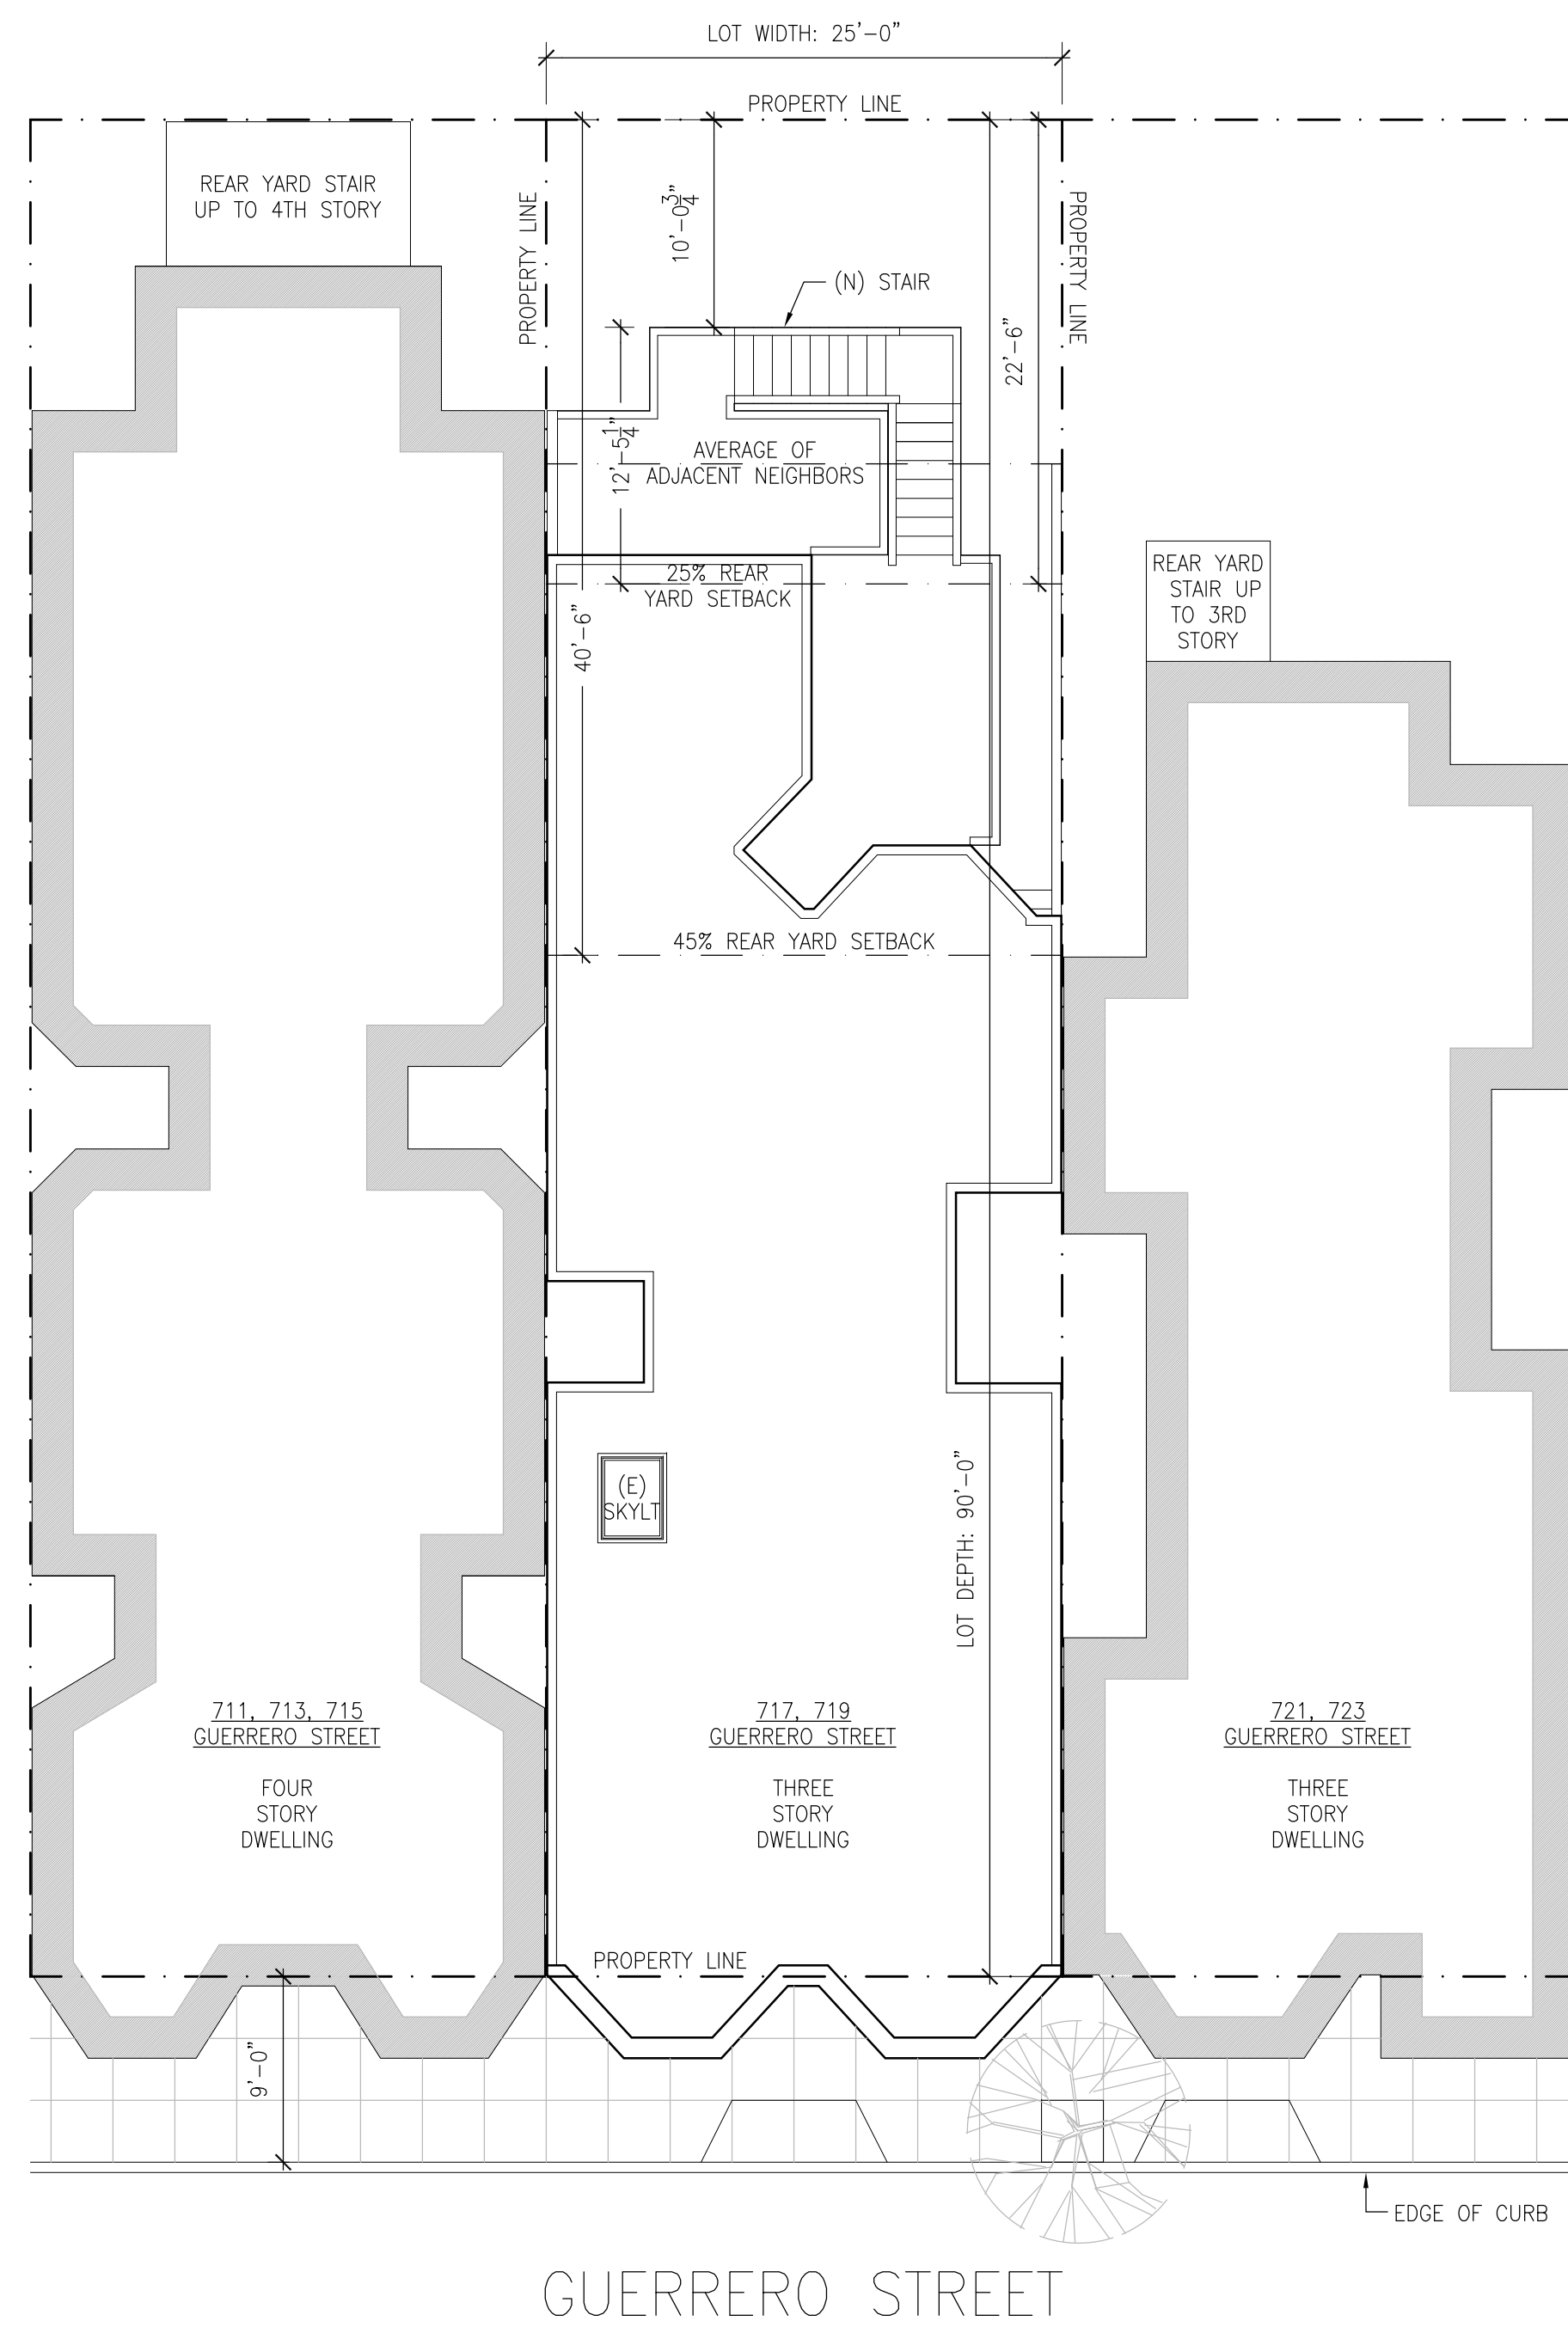 LOT WIDTH: 25'-0"
PROPERTY LINE
REAR YARD STAIR
UP TO 4TH STORY
PROPERTY LINE
10'-0 3/4"
PROPERTY LINE
(N) STAIR
22'-6"
12'-5 1/4"
AVERAGE OF
ADJACENT NEIGHBORS
25% REAR
YARD SETBACK
40'-6"
REAR YARD
STAIR UP
TO 3RD
STORY
45% REAR YARD SETBACK
(E)
SKYLT
LOT DEPTH: 90'-0"
711, 713, 715
GUERRERO STREET
FOUR
STORY
DWELLING
717, 719
GUERRERO STREET
THREE
STORY
DWELLING
721, 723
GUERRERO STREET
THREE
STORY
DWELLING
PROPERTY LINE
9'-0"
EDGE OF CURB
GUERRERO STREET